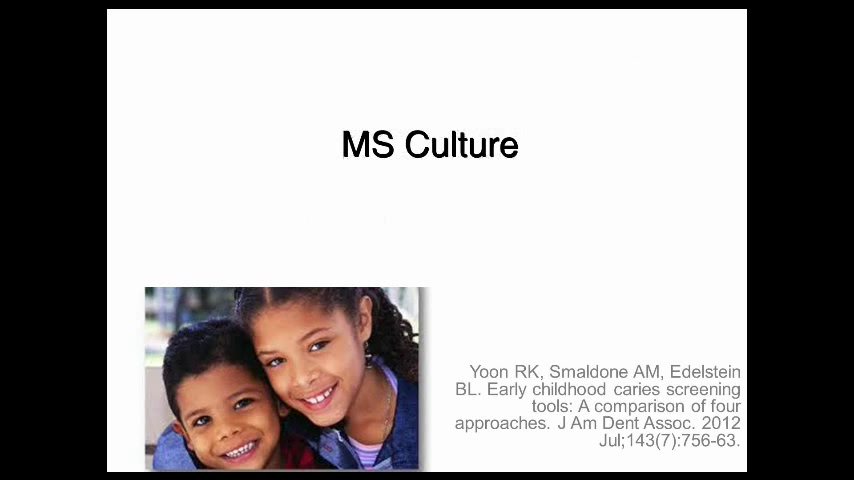 MS Culture
Yoon RK, Smaldone AM, Edelstein
BL. Early childhood caries screening
tools: A comparison of four
approaches. J Am Dent Assoc. 2012
Jul;143(7):756-63.